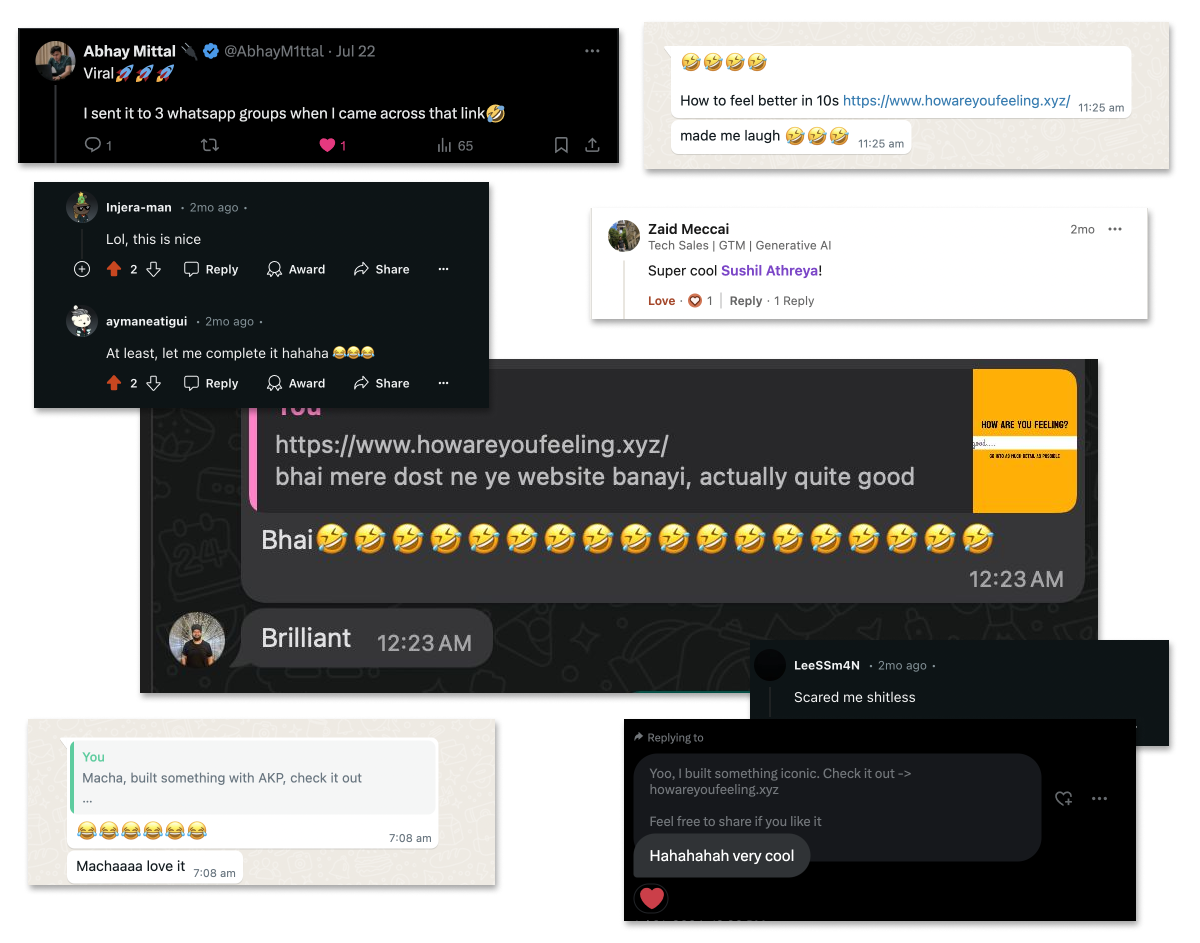 Abhay Mittal @AbhayM1ttal · Jul 22
Viral🚀🚀🚀
I sent it to 3 whatsapp groups when I came across that link🤣
1 1 65
🤣🤣🤣🤣
How to feel better in 10s https://www.howareyoufeeling.xyz/ 11:25 am
made me laugh 🤣🤣🤣 11:25 am
Injera-man · 2mo ago ·
Lol, this is nice
2 Reply Award Share ···
aymaneatigui · 2mo ago ·
At least, let me complete it hahaha 😂😂😂
2 Reply Award Share ···
Zaid Meccai 2mo ···
Tech Sales | GTM | Generative AI
Super cool Sushil Athreya!
Love · 1 | Reply · 1 Reply
You
https://www.howareyoufeeling.xyz/
bhai mere dost ne ye website banayi, actually quite good
HOW ARE YOU FEELING?
good....
GO INTO AS MUCH DETAIL AS POSSIBLE
Bhai🤣🤣🤣🤣🤣🤣🤣🤣🤣🤣🤣🤣🤣🤣🤣🤣🤣🤣
12:23 AM
Brilliant 12:23 AM
LeeSSm4N · 2mo ago ·
Scared me shitless
You
Macha, built something with AKP, check it out
...
😂😂😂😂😂😂
7:08 am
Machaaaa love it 7:08 am
Replying to
Yoo, I built something iconic. Check it out ->
howareyoufeeling.xyz
Feel free to share if you like it
Hahahahah very cool